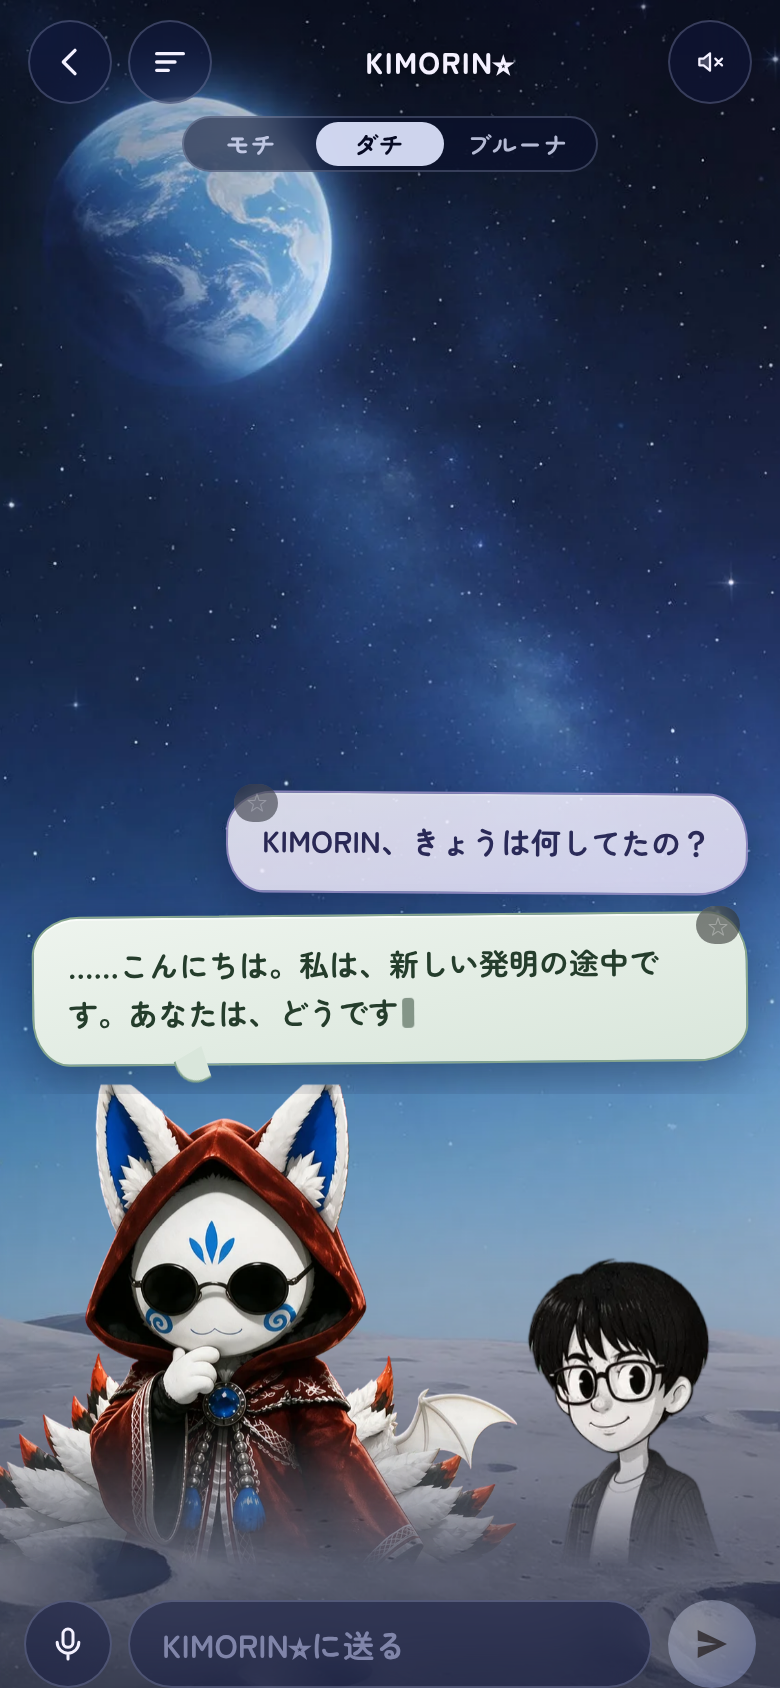 KIMORIN★
モチ ダチ ブルーナ
KIMORIN、きょうは何してたの？
……こんにちは。私は、新しい発明の途中で
す。あなたは、どうです
KIMORIN★に送る